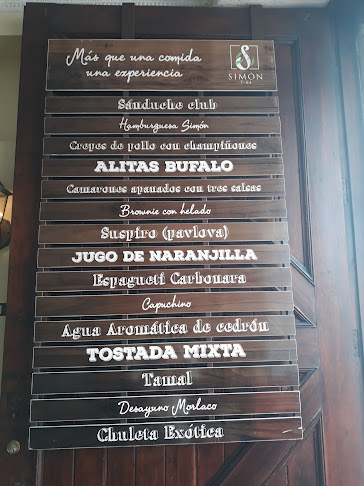 Más que una comida
una experiencia
S
SIMÓN
Sánduche club
Hamburguesa Simón
Crepes de pollo con champiñones
ALITAS BUFALO
Camarones apanados con tres salsas
Brownie con helado
Suspiro (pavlova)
JUGO DE NARANJILLA
Espagueti Carbonara
Capuchino
Agua Aromática de cedrón
TOSTADA MIXTA
Tamal
Desayuno Morlaco
Chuleta Exótica